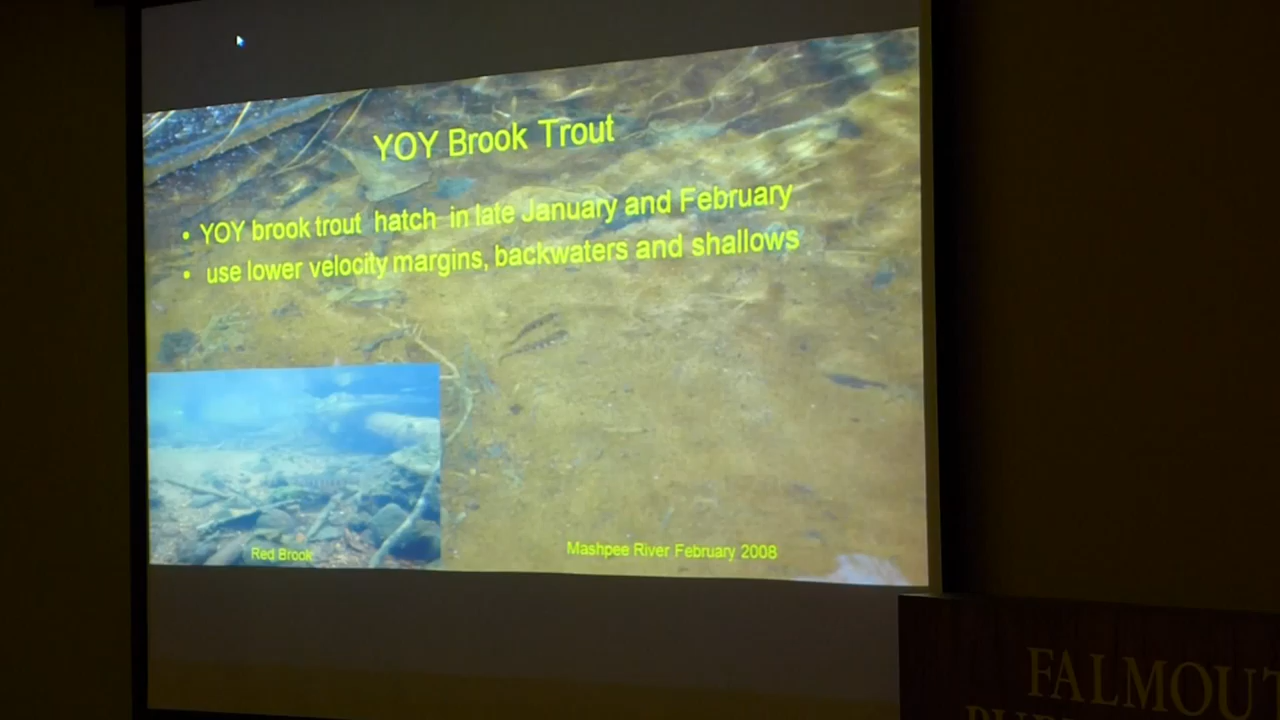 YOY Brook Trout
• YOY brook trout hatch in late January and February
• use lower velocity margins, backwaters and shallows
Red Brook
Mashpee River February 2008
FALMOUT